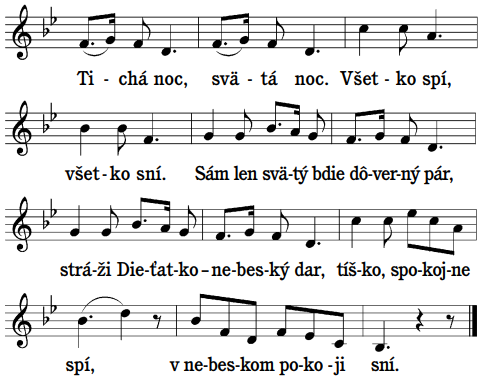 Ti - chá noc, svä - tá noc. Všet - ko spí,
všet - ko sní. Sám len svä-tý bdie dô-ver-ný pár,
strá-ži Die-ťat-ko – ne-bes-ký dar, tíš-ko, spo-koj-ne
spí, v ne-bes-kom po-ko -ji sní.